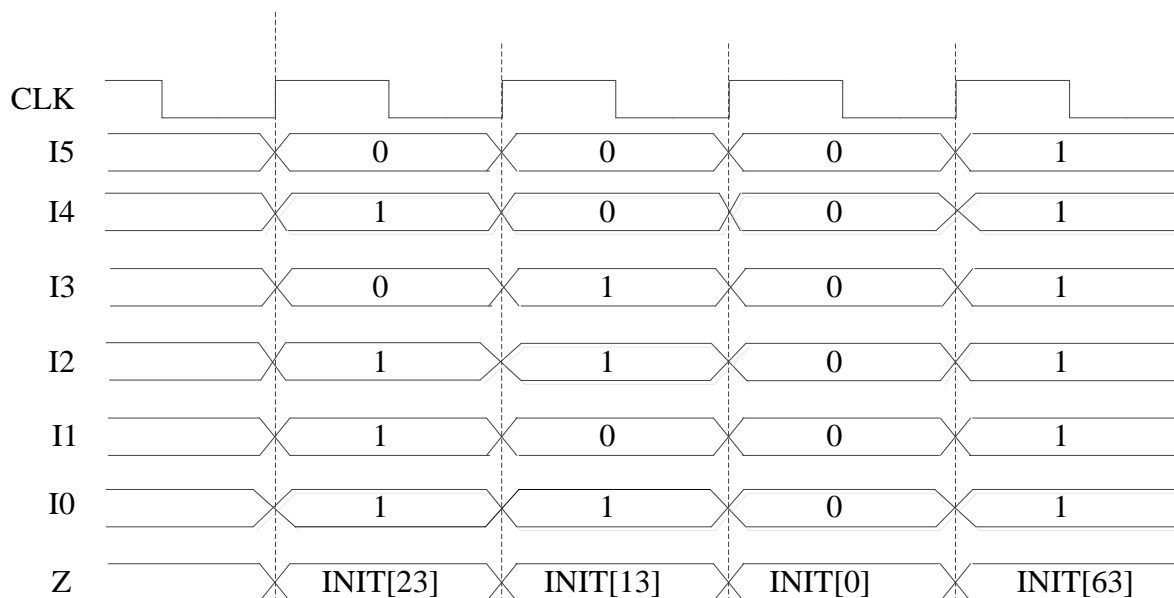 CLK
I5 0 0 0 1
I4 1 0 0 1
I3 0 1 0 1
I2 1 1 0 1
I1 1 0 0 1
I0 1 1 0 1
Z INIT[23] INIT[13] INIT[0] INIT[63]